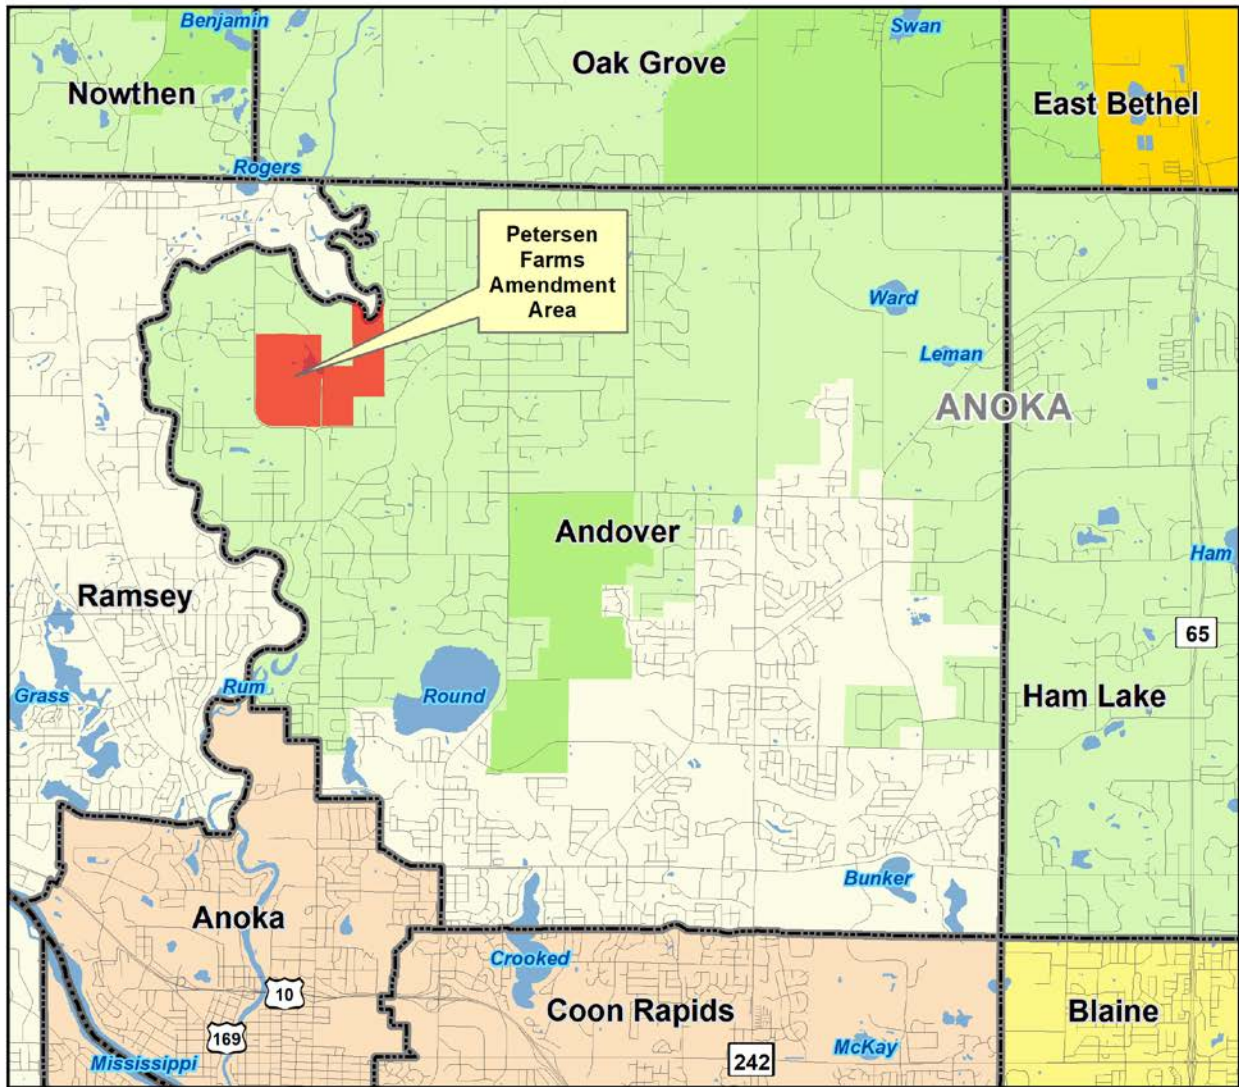 Benjamin
Swan
Oak Grove
Nowthen
East Bethel
Rogers
Petersen
Farms
Amendment
Area
Ward
Leman
ANOKA
Andover
Ham
Ramsey
65
Grass
Rum
Round
Ham Lake
Bunker
Anoka
Crooked
10
Coon Rapids
Blaine
169
McKay
242
Mississippi